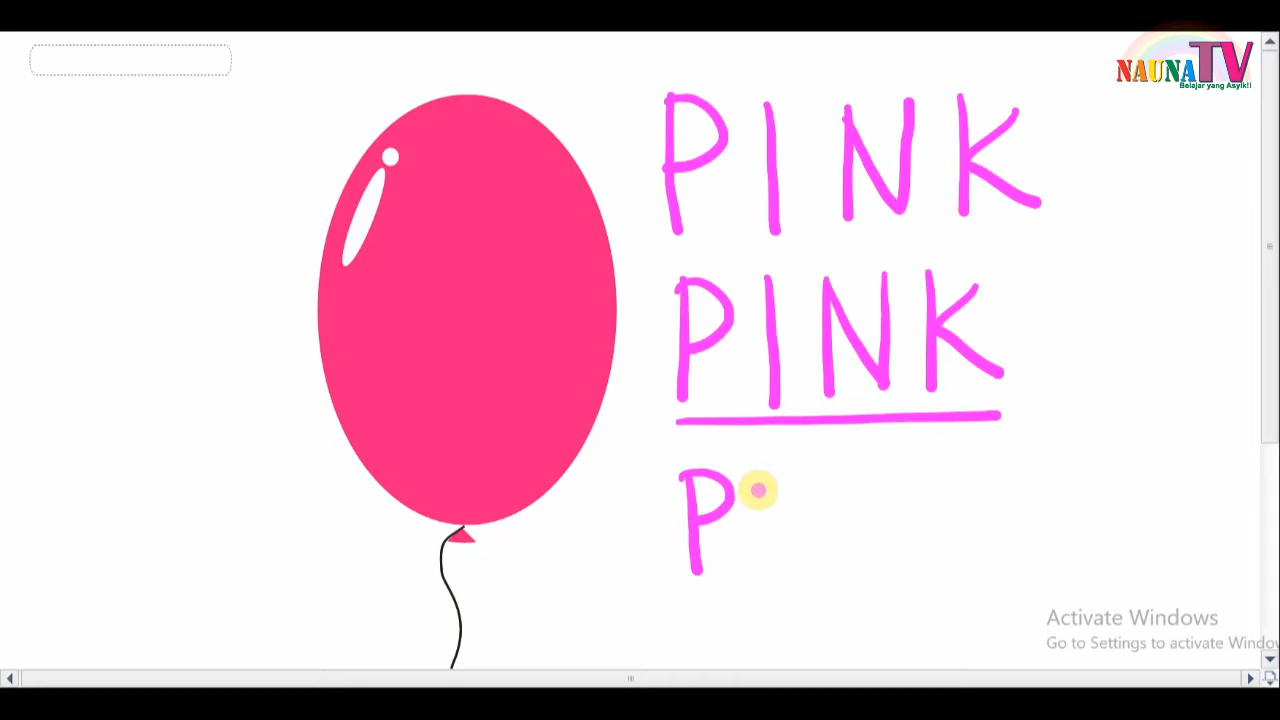 NAUNATV
Belajar yang Asyik!!
PINK
PINK
P
Activate Windows
Go to Settings to activate Windo